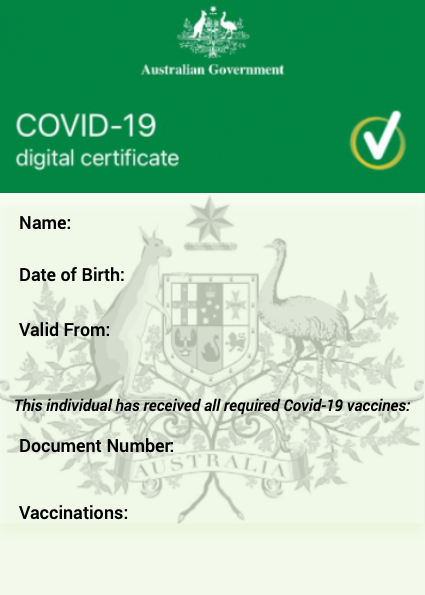 Australian Government
COVID-19
digital certificate
Name:
Date of Birth:
Valid From:
This individual has received all required Covid-19 vaccines:
Document Number:
AUSTRALIA
Vaccinations: